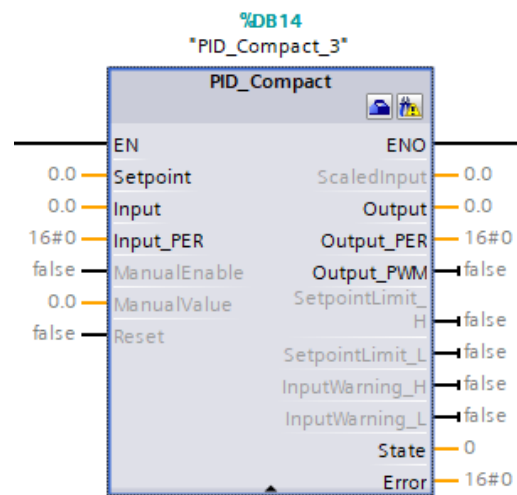 %DB14
"PID_Compact_3"
PID_Compact
EN ENO
0.0 Setpoint ScaledInput 0.0
0.0 Input Output 0.0
16#0 Input_PER Output_PER 16#0
false ManualEnable Output_PWM false
0.0 ManualValue SetpointLimit_
H false
false Reset
SetpointLimit_L false
InputWarning_H false
InputWarning_L false
State 0
Error 16#0